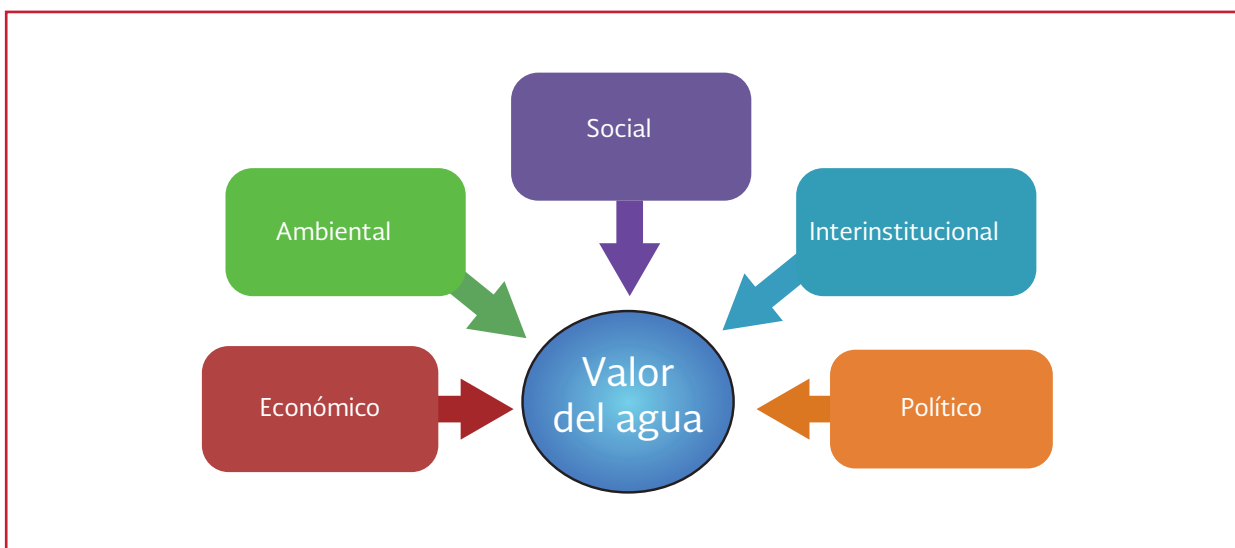 Social
Ambiental
Interinstitucional
Económico
Valor
del agua
Político